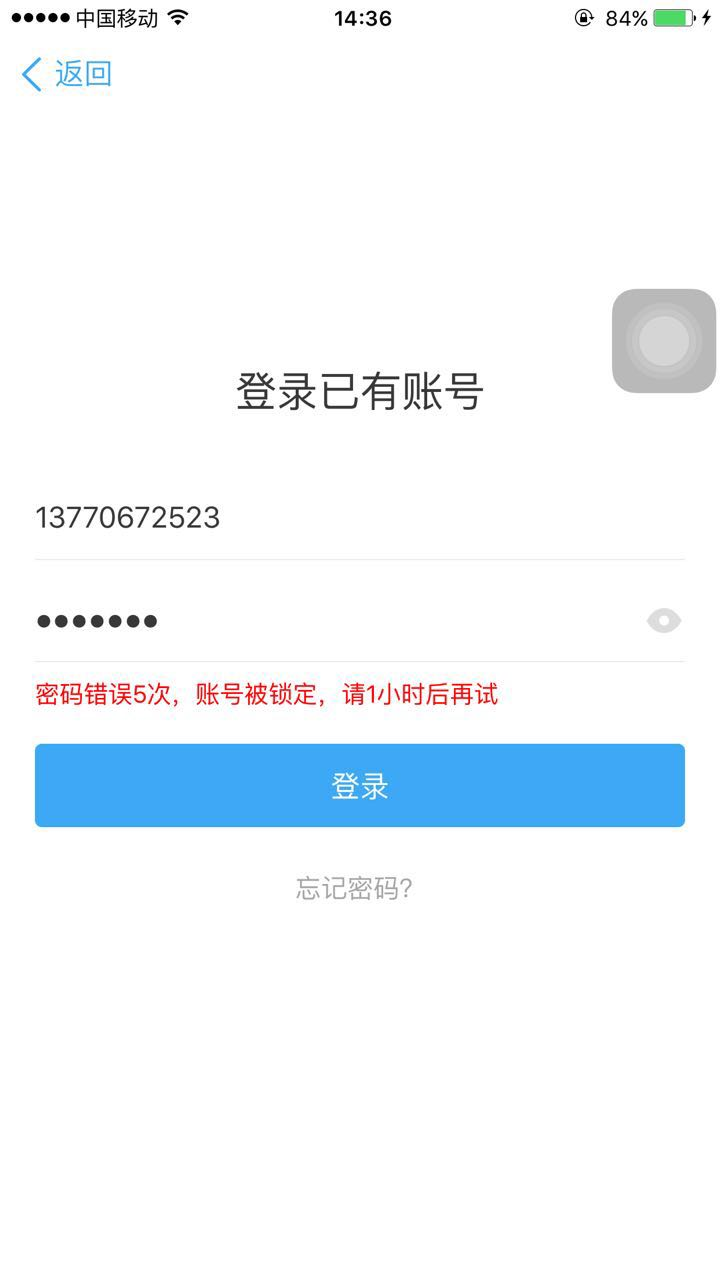 中国移动 14:36 84%
返回
登录已有账号
13770672523
•••••••
密码错误5次，账号被锁定，请1小时后再试
登录
忘记密码?